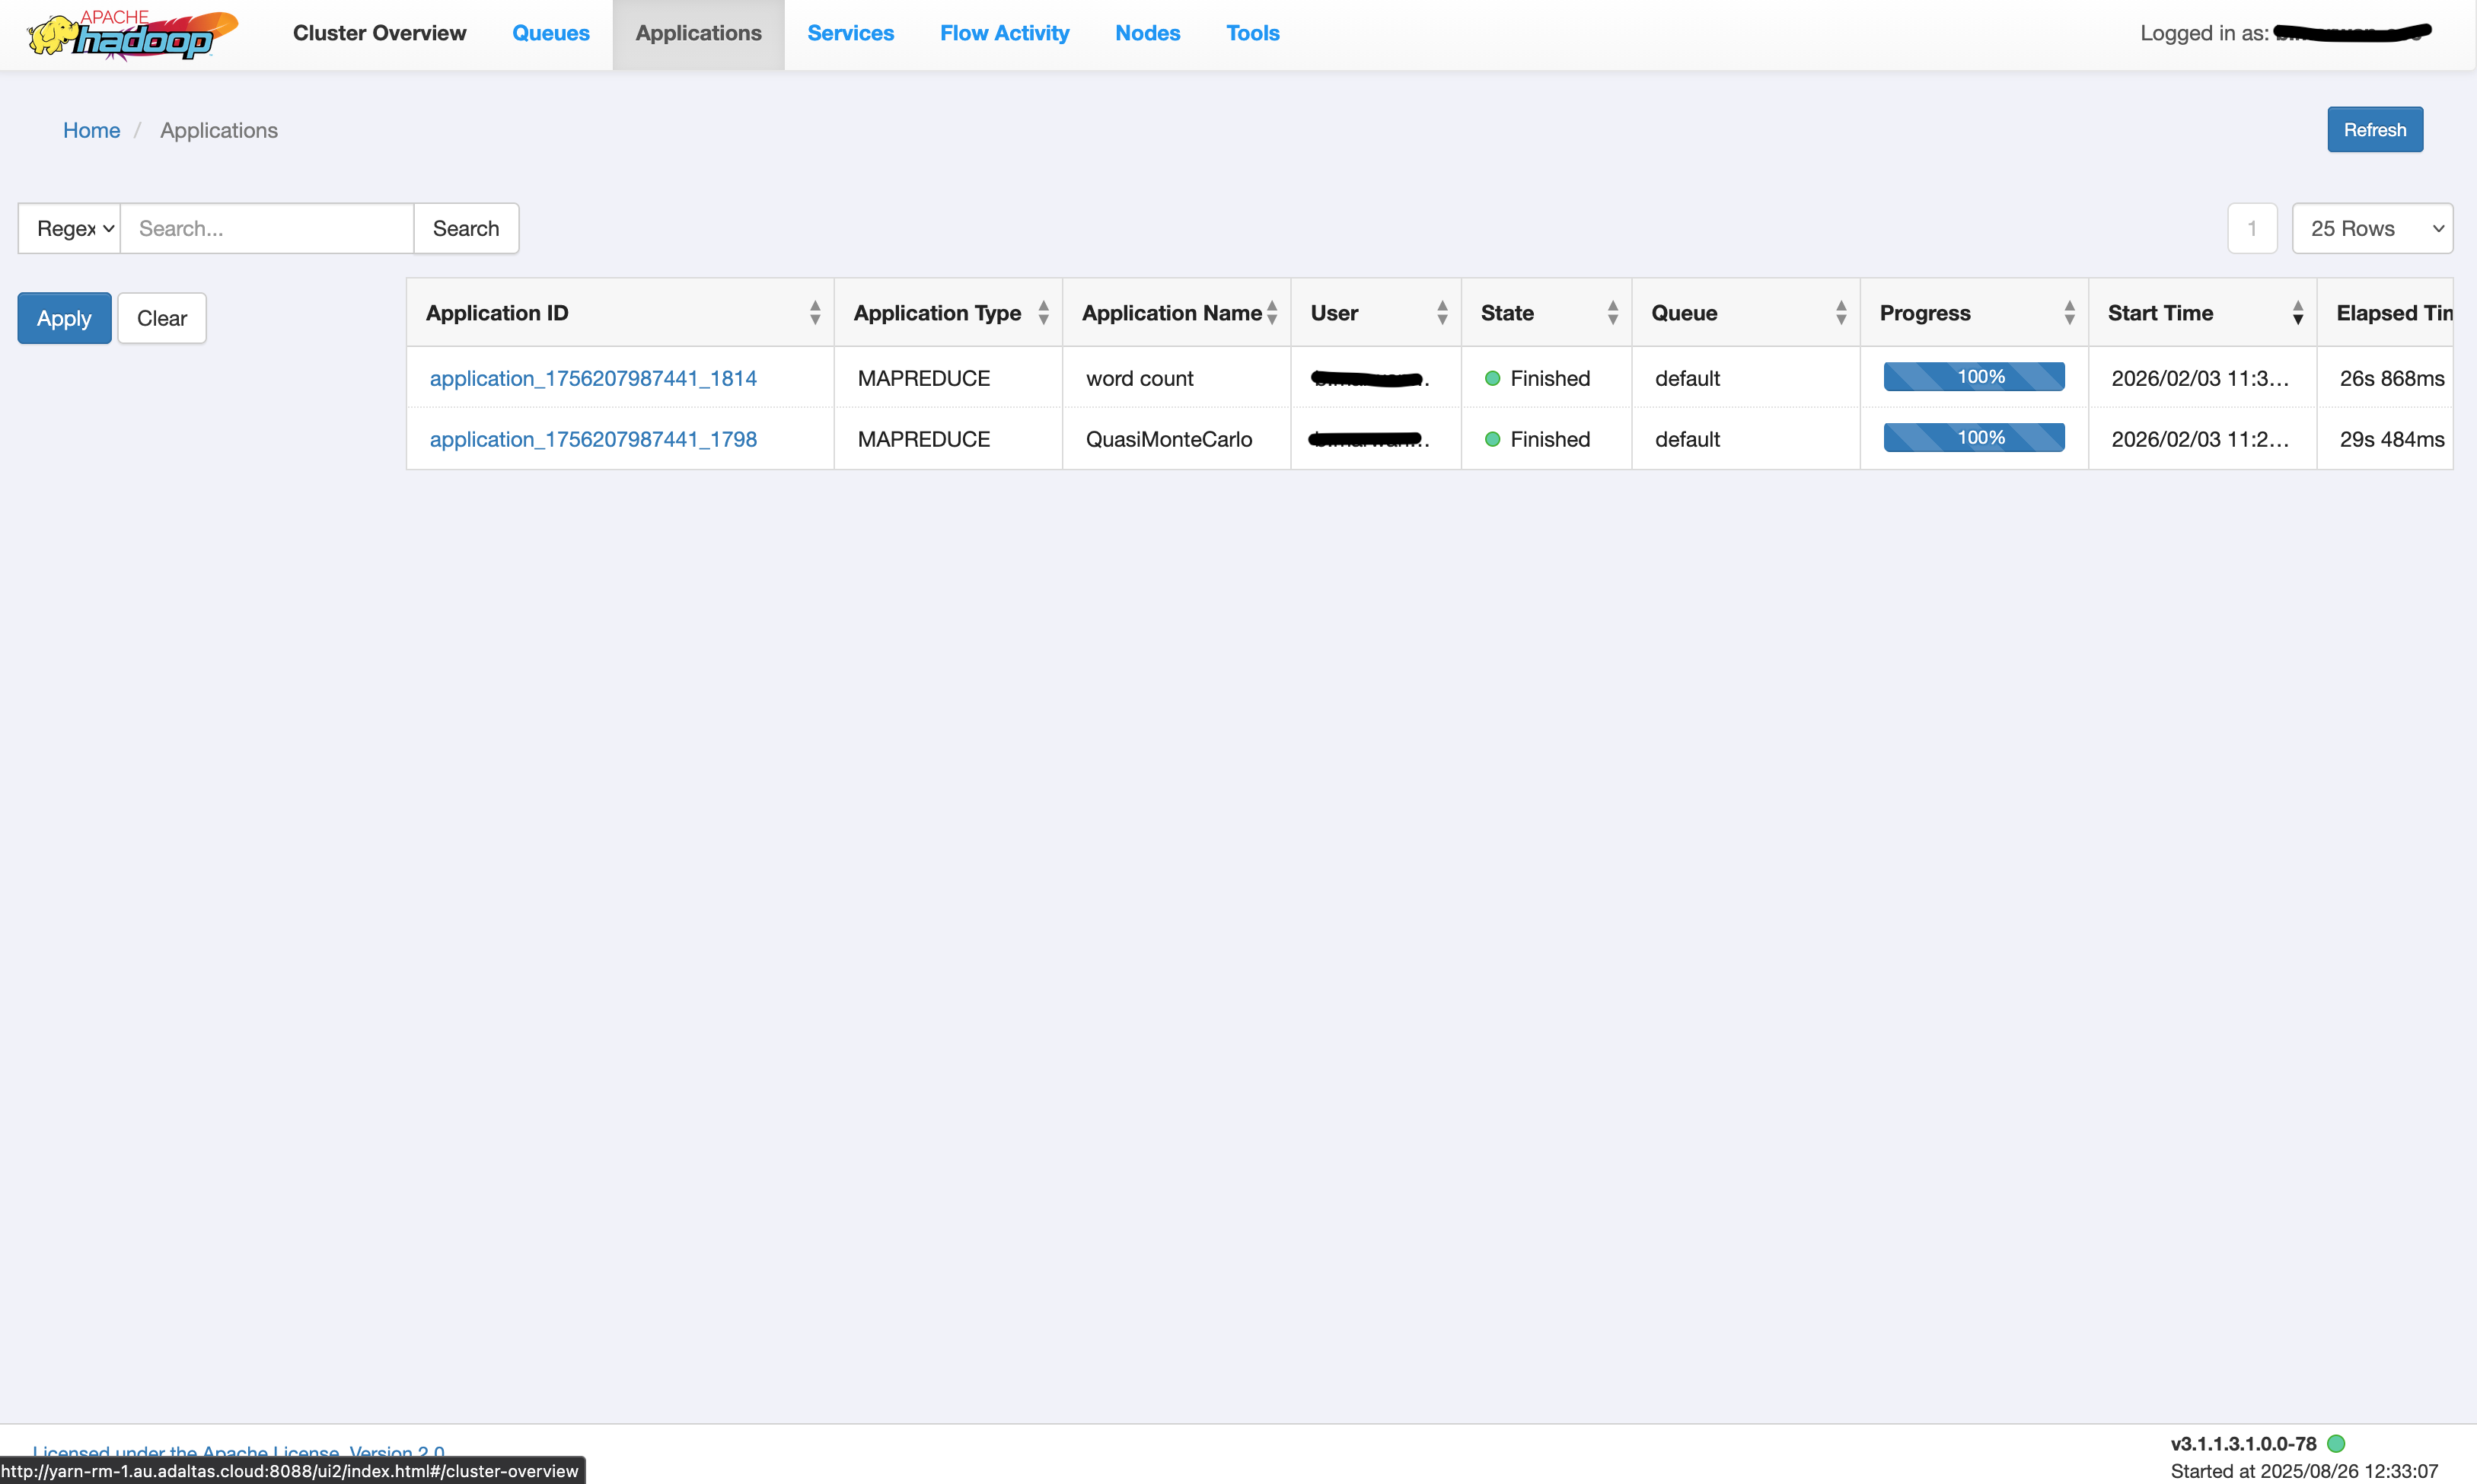 APACHE
hadoop
Cluster Overview Queues Applications Services Flow Activity Nodes Tools Logged in as:
Home / Applications Refresh
Regex Search... Search 1 25 Rows
Apply Clear
Application ID Application Type Application Name User State Queue Progress Start Time Elapsed Tin
application_1756207987441_1814 MAPREDUCE word count Finished default 100% 2026/02/03 11:3... 26s 868ms
application_1756207987441_1798 MAPREDUCE QuasiMonteCarlo Finished default 100% 2026/02/03 11:2... 29s 484ms
Licensed under the Apache License, Version 2.0. v3.1.1.3.1.0.0-78
http://yarn-rm-1.au.adaltas.cloud:8088/ui2/index.html#/cluster-overview Started at 2025/08/26 12:33:07